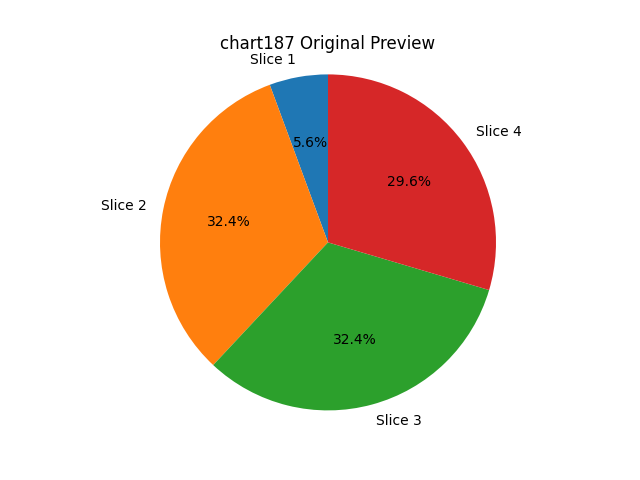 chart187 Original Preview
Slice 1
5.6%
Slice 4
29.6%
Slice 2
32.4%
32.4%
Slice 3